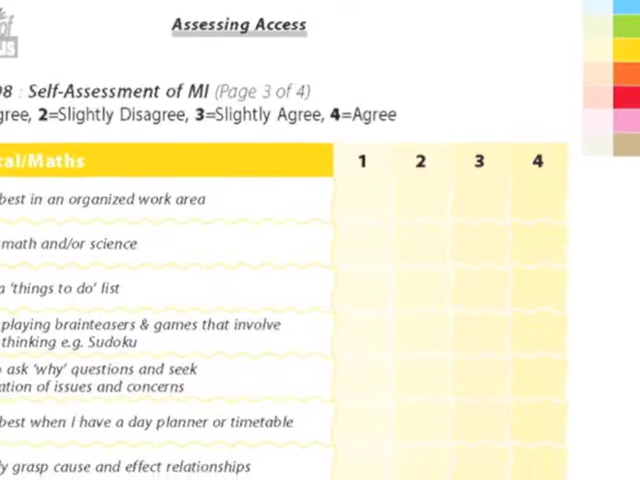 of
us
Assessing Access
08 : Self-Assessment of MI (Page 3 of 4)
gree, 2=Slightly Disagree, 3=Slightly Agree, 4=Agree
cal/Maths 1 2 3 4
best in an organized work area
math and/or science
a ‘things to do’ list
playing brainteasers & games that involve
thinking e.g. Sudoku
o ask ‘why’ questions and seek
ation of issues and concerns
best when I have a day planner or timetable
ly grasp cause and effect relationships